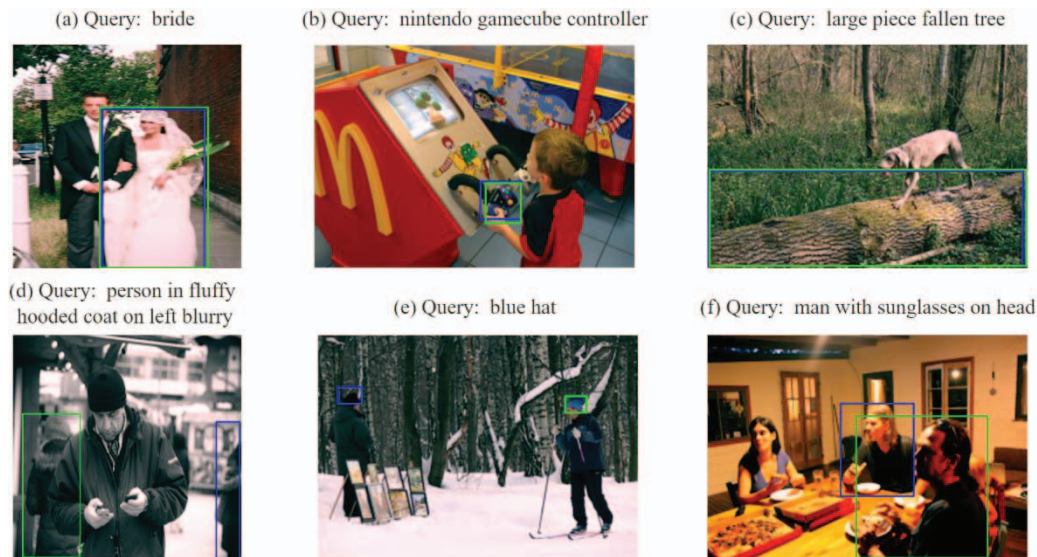 (a) Query: bride
(b) Query: nintendo gamecube controller
(c) Query: large piece fallen tree
(d) Query: person in fluffy
hooded coat on left blurry
(e) Query: blue hat
(f) Query: man with sunglasses on head